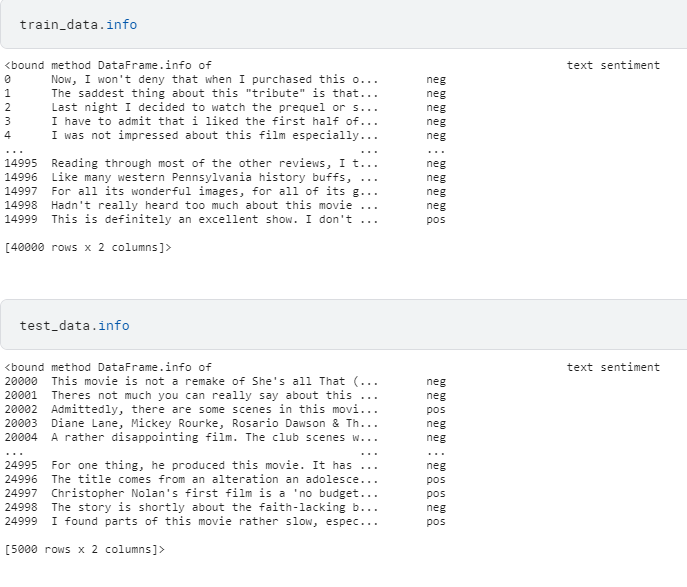 train_data.info
<bound method DataFrame.info of text sentiment
0 Now, I won't deny that when I purchased this o... neg
1 The saddest thing about this "tribute" is that... neg
2 Last night I decided to watch the prequel or s... neg
3 I have to admit that i liked the first half of... neg
4 I was not impressed about this film especially... neg
... ... ...
14995 Reading through most of the other reviews, I t... neg
14996 Like many western Pennsylvania history buffs, ... neg
14997 For all its wonderful images, for all of its g... neg
14998 Hadn't really heard too much about this movie ... neg
14999 This is definitely an excellent show. I don't ... pos
[40000 rows x 2 columns]>
test_data.info
<bound method DataFrame.info of text sentiment
20000 This movie is not a remake of She's all That (... neg
20001 Theres not much you can really say about this ... neg
20002 Admittedly, there are some scenes in this movi... pos
20003 Diane Lane, Mickey Rourke, Rosario Dawson & Th... neg
20004 A rather disappointing film. The club scenes w... neg
... ... ...
24995 For one thing, he produced this movie. It has ... neg
24996 The title comes from an alteration an adolesce... pos
24997 Christopher Nolan's first film is a 'no budget... pos
24998 The story is shortly about the faith-lacking b... neg
24999 I found parts of this movie rather slow, espec... pos
[5000 rows x 2 columns]>